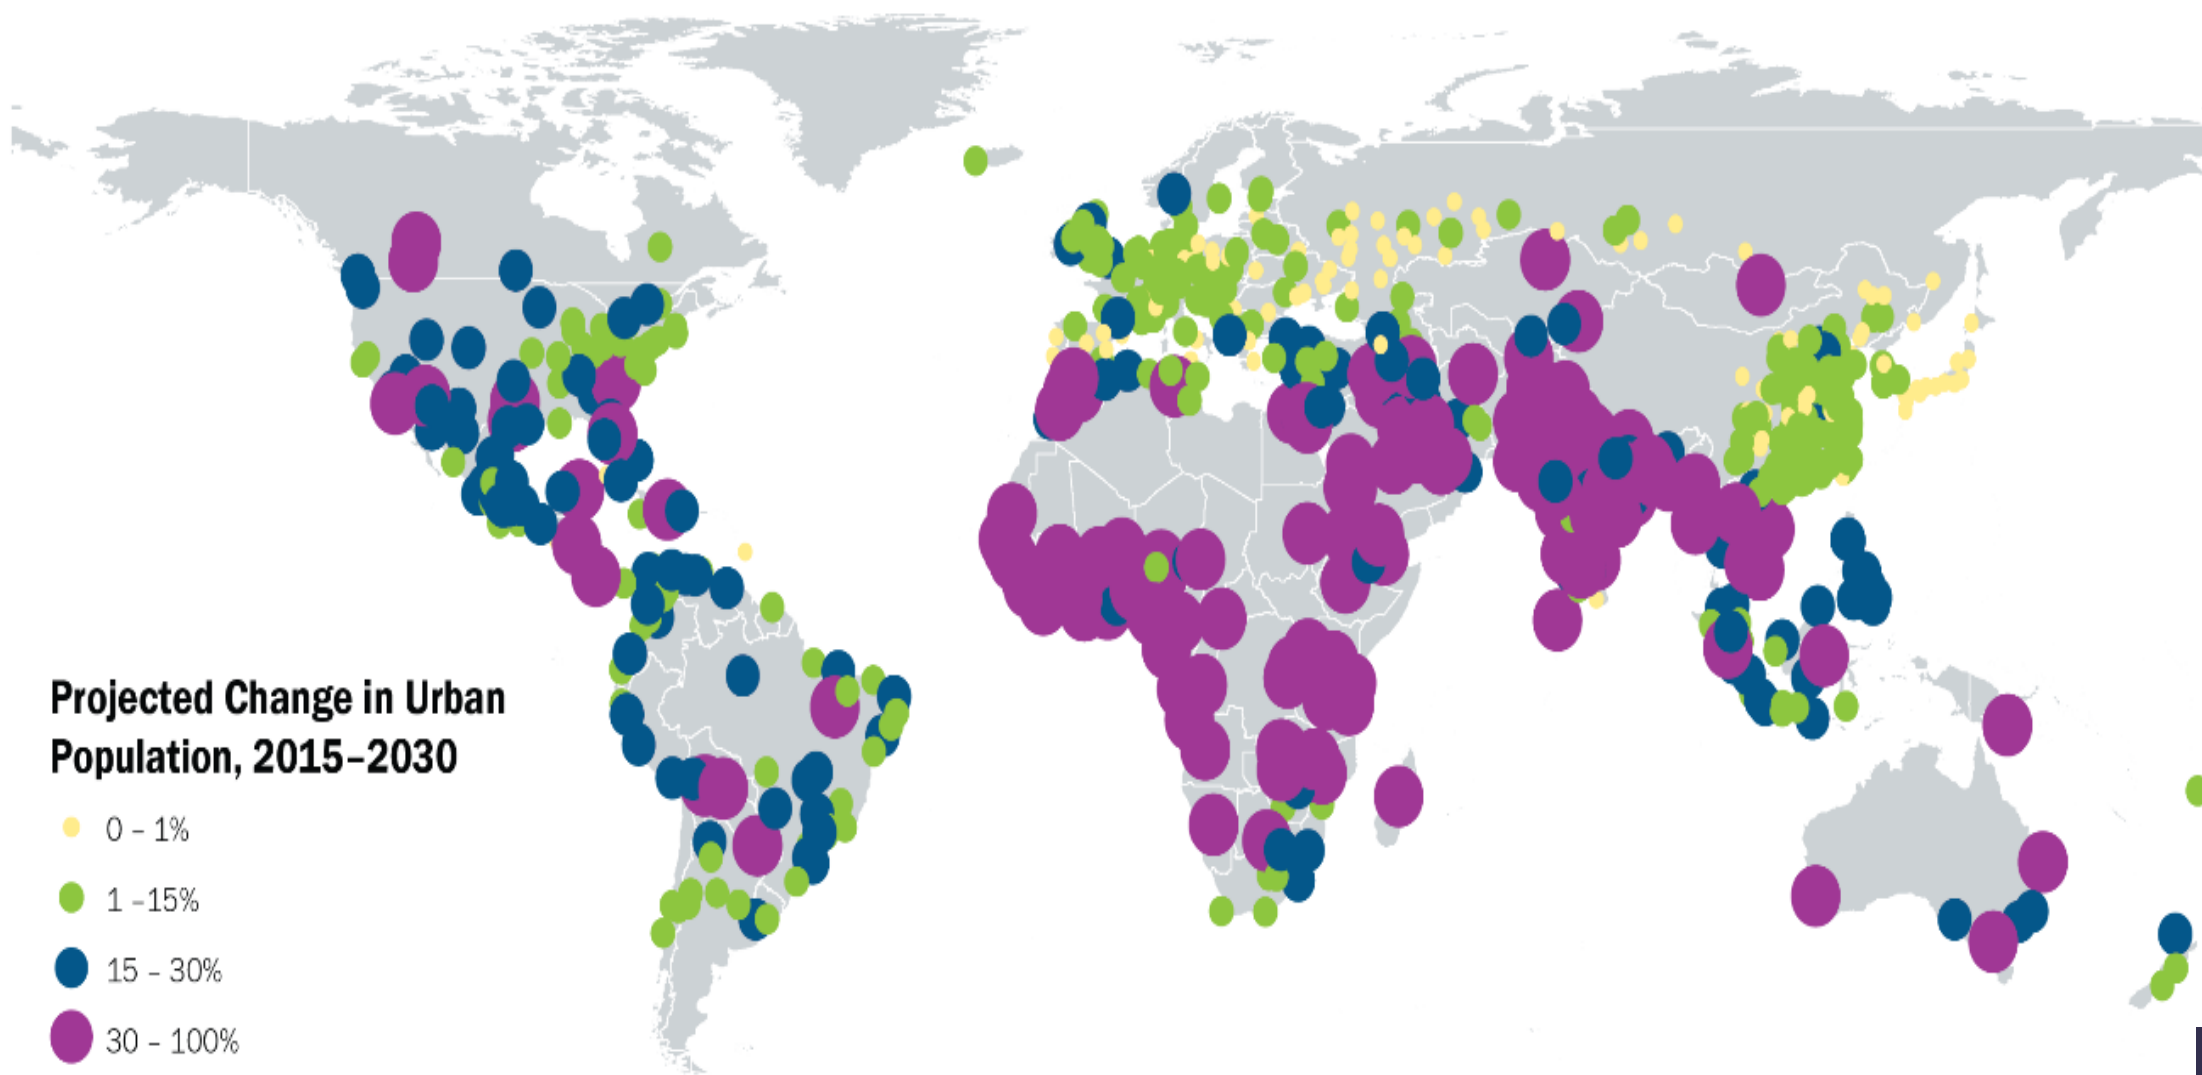 Projected Change in Urban
Population, 2015–2030
0 – 1%
1 –15%
15 – 30%
30 – 100%